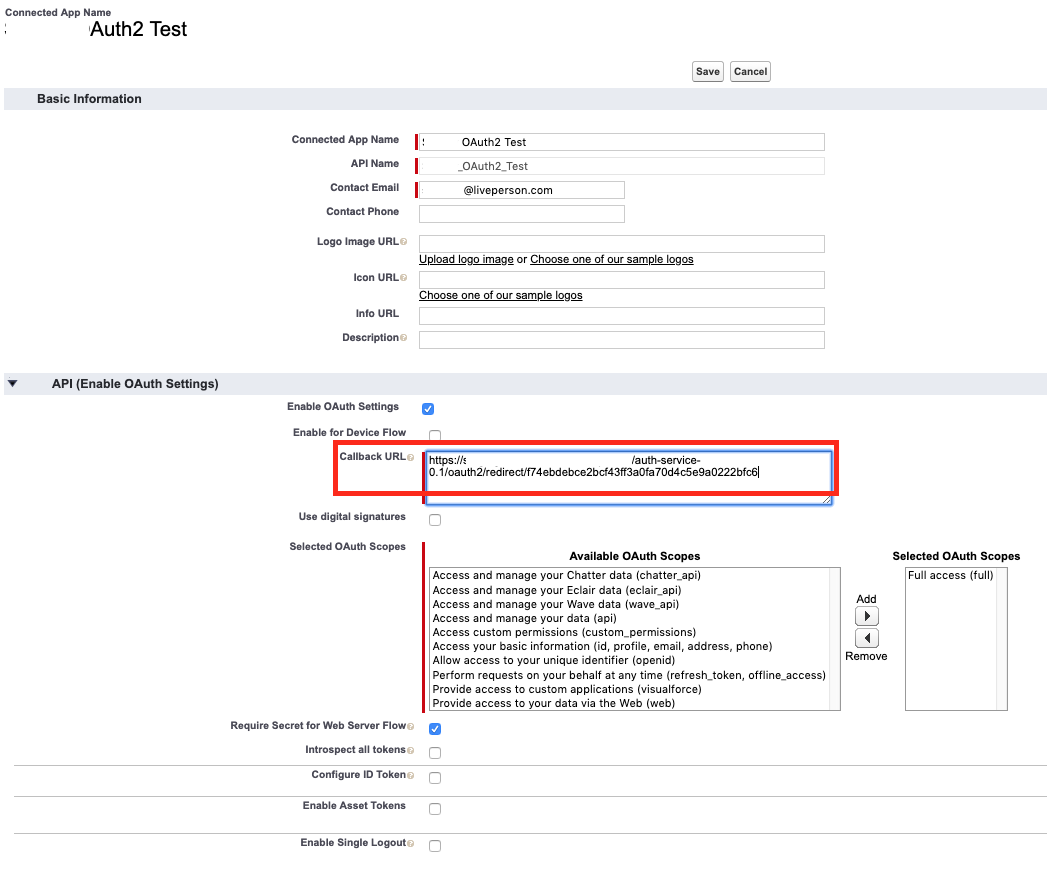 Connected App Name
OAuth2 Test
Save Cancel
Basic Information
Connected App Name OAuth2 Test
API Name _OAuth2_Test
Contact Email @liveperson.com
Contact Phone
Logo Image URL
Upload logo image or Choose one of our sample logos
Icon URL
Choose one of our sample logos
Info URL
Description
API (Enable OAuth Settings)
Enable OAuth Settings
Enable for Device Flow
Callback URL https:// /auth-service-
0.1/oauth2/redirect/f74ebdebce2bcf43ff3a0fa70d4c5e9a0222bfc6
Use digital signatures
Selected OAuth Scopes
Available OAuth Scopes Selected OAuth Scopes
Access and manage your Chatter data (chatter_api) Full access (full)
Access and manage your Eclair data (eclair_api)
Access and manage your Wave data (wave_api)
Access and manage your data (api)
Access custom permissions (custom_permissions)
Access your basic information (id, profile, email, address, phone)
Allow access to your unique identifier (openid)
Perform requests on your behalf at any time (refresh_token, offline_access)
Provide access to custom applications (visualforce)
Provide access to your data via the Web (web)
Add
Remove
Require Secret for Web Server Flow
Introspect all tokens
Configure ID Token
Enable Asset Tokens
Enable Single Logout